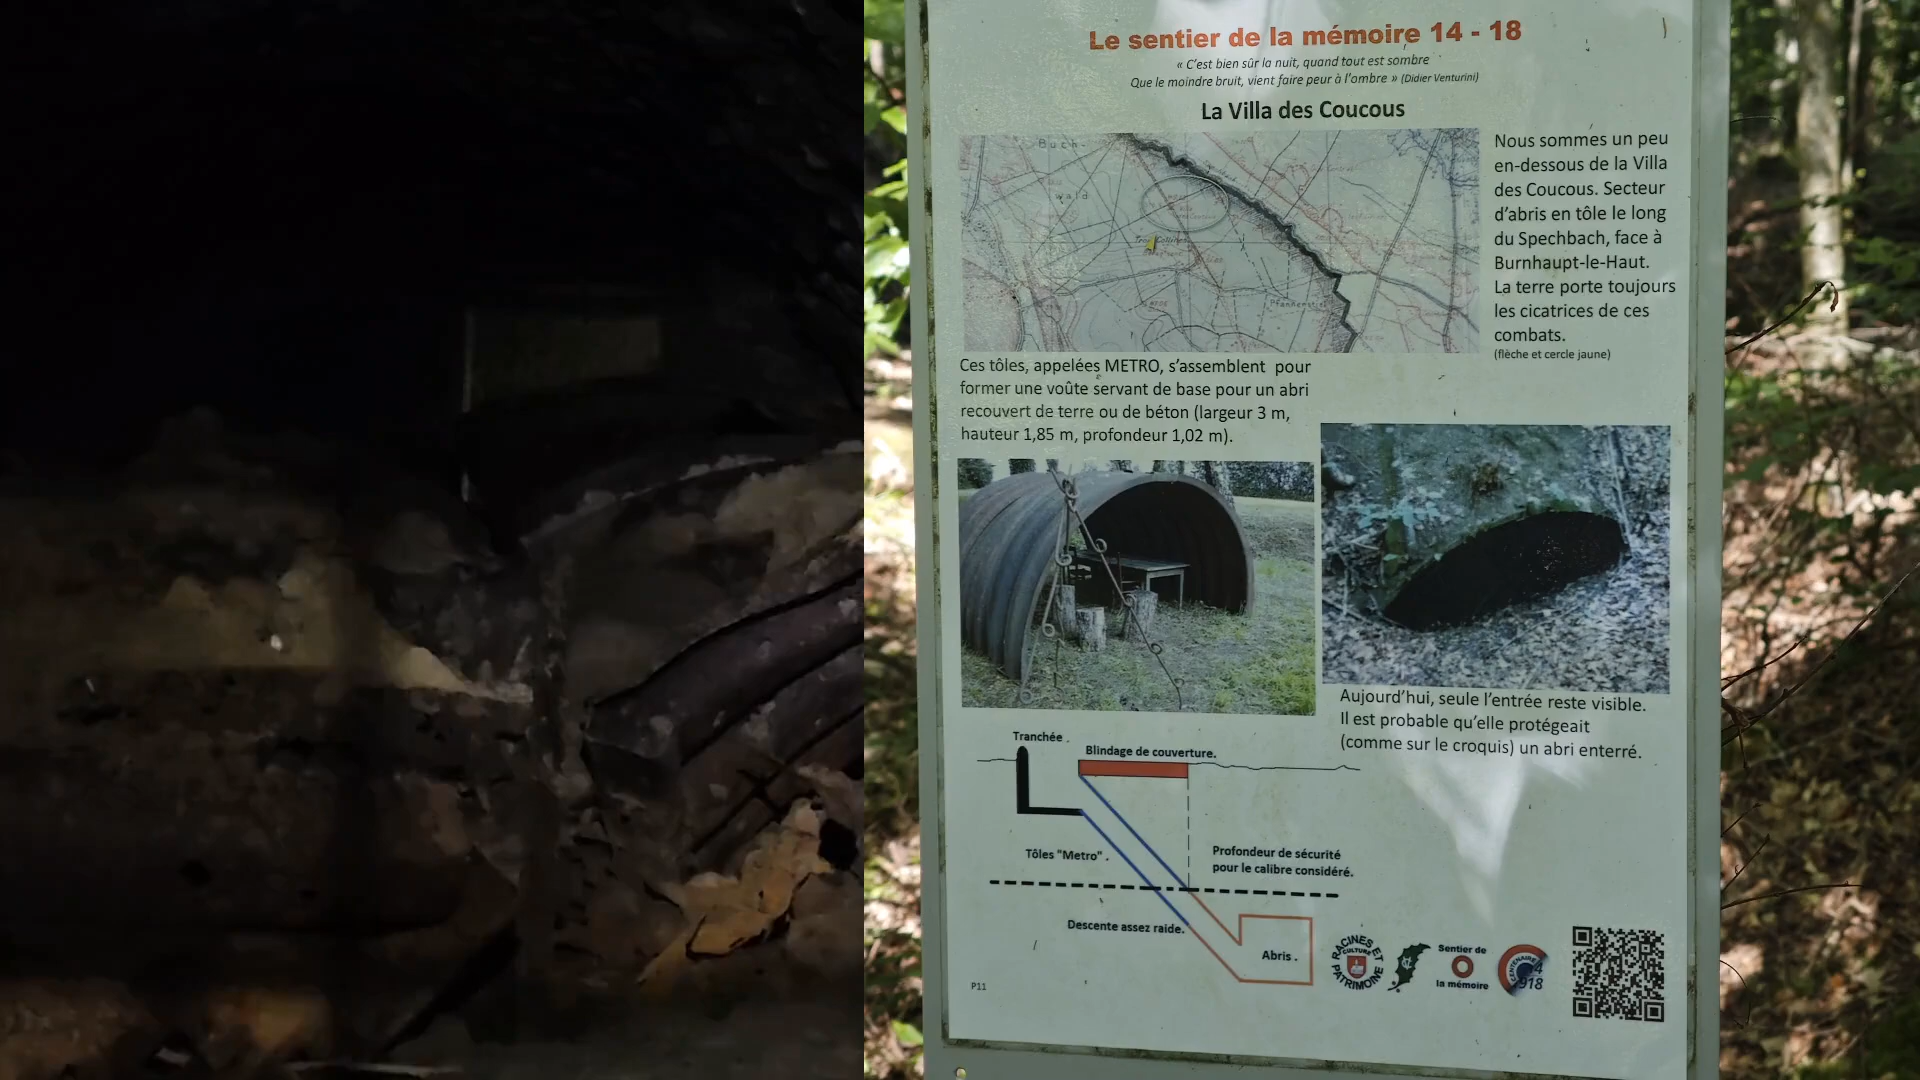 Le sentier de la mémoire 14 - 18
« C'est bien sûr la nuit, quand tout est sombre
Que le moindre bruit, vient faire peur à l'ombre » (Didier Venturini)
La Villa des Coucous
Buch-
wald
Pfannenstiel
Nous sommes un peu
en-dessous de la Villa
des Coucous. Secteur
d'abris en tôle le long
du Spechbach, face à
Burnhaupt-le-Haut.
La terre porte toujours
les cicatrices de ces
combats.
(flèche et cercle jaune)
Ces tôles, appelées METRO, s'assemblent pour
former une voûte servant de base pour un abri
recouvert de terre ou de béton (largeur 3 m,
hauteur 1,85 m, profondeur 1,02 m).
Aujourd'hui, seule l'entrée reste visible.
Il est probable qu'elle protégeait
(comme sur le croquis) un abri enterré.
Tranchée .
Blindage de couverture.
Tôles "Metro" .
Profondeur de sécurité
pour le calibre considéré.
Descente assez raide.
Abris .
RACINES ET
CULTURE
PATRIMOINE
Sentier de
la mémoire
CENTENAIRE
P11